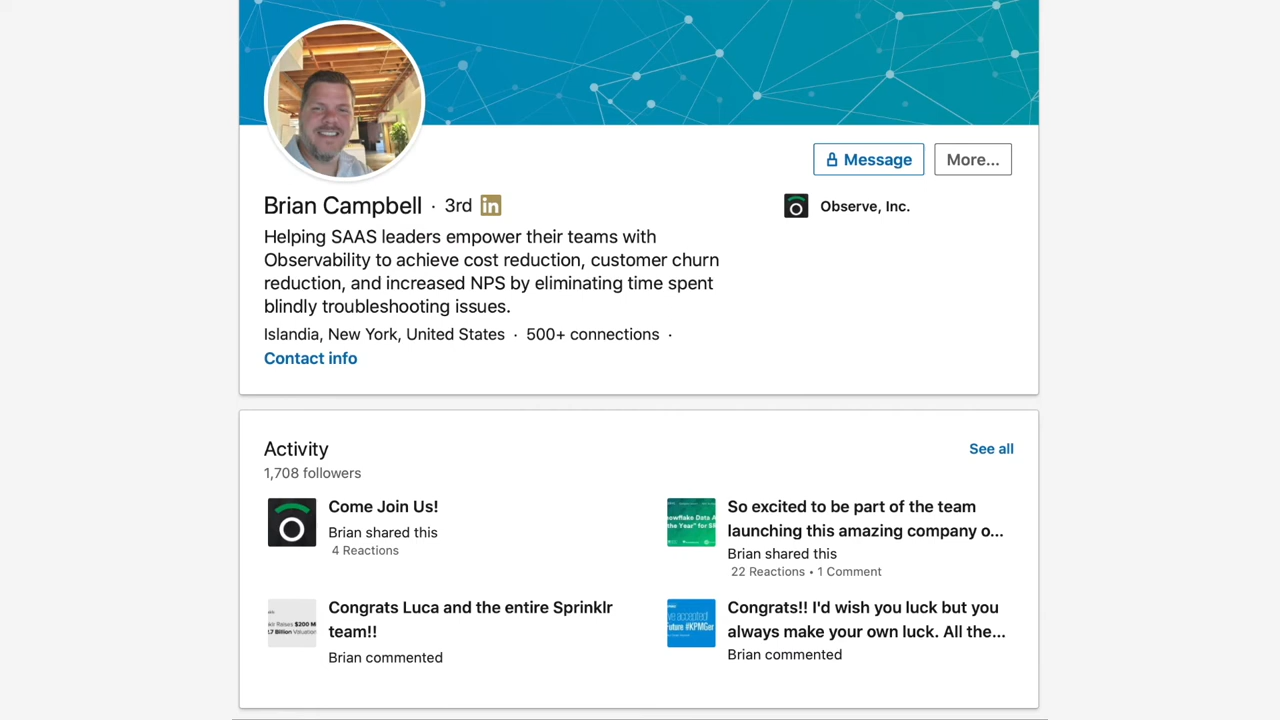 Message
More...
Brian Campbell · 3rd in
Observe, Inc.
Helping SAAS leaders empower their teams with
Observability to achieve cost reduction, customer churn
reduction, and increased NPS by eliminating time spent
blindly troubleshooting issues.
Islandia, New York, United States · 500+ connections ·
Contact info
Activity
See all
1,708 followers
Come Join Us!
Brian shared this
4 Reactions
So excited to be part of the team
launching this amazing company o...
Brian shared this
22 Reactions • 1 Comment
Congrats Luca and the entire Sprinklr
team!!
Brian commented
Congrats!! I'd wish you luck but you
always make your own luck. All the...
Brian commented